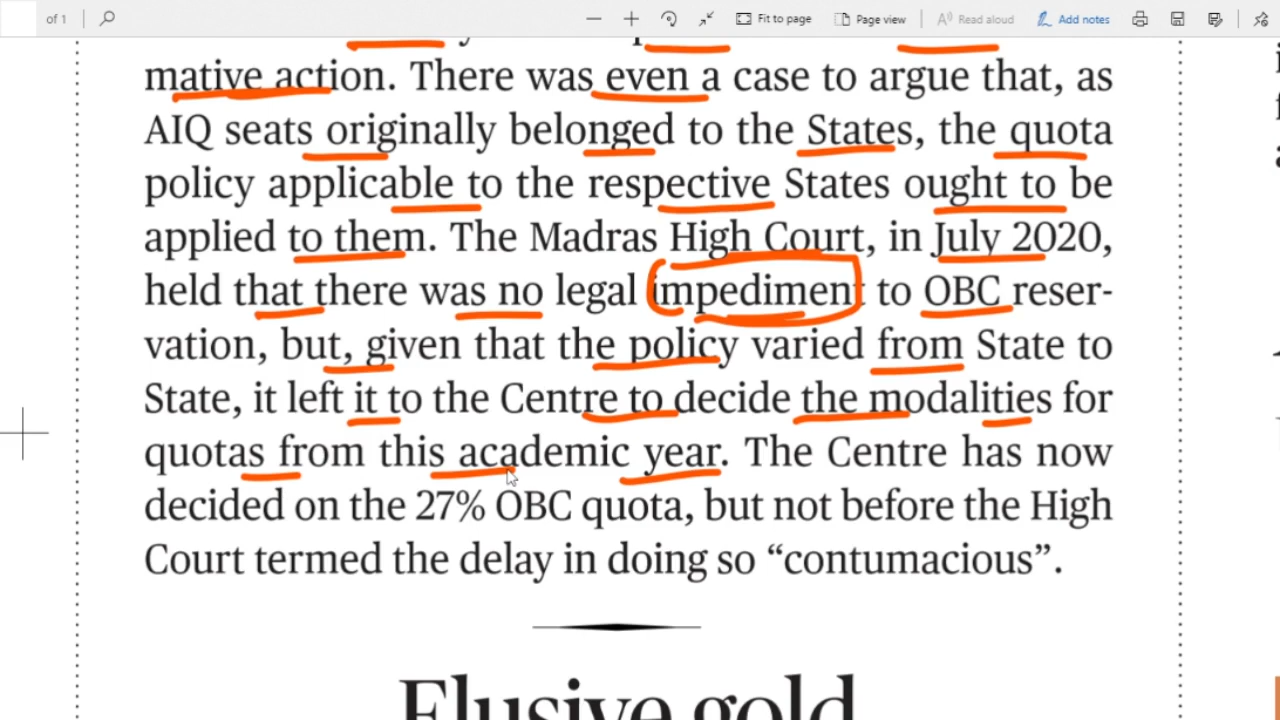 of 1 Fit to page Page view Read aloud Add notes
mative action. There was even a case to argue that, as
AIQ seats originally belonged to the States, the quota
policy applicable to the respective States ought to be
applied to them. The Madras High Court, in July 2020,
held that there was no legal impediment to OBC reser-
vation, but, given that the policy varied from State to
State, it left it to the Centre to decide the modalities for
quotas from this academic year. The Centre has now
decided on the 27% OBC quota, but not before the High
Court termed the delay in doing so “contumacious”.
Elusive gold